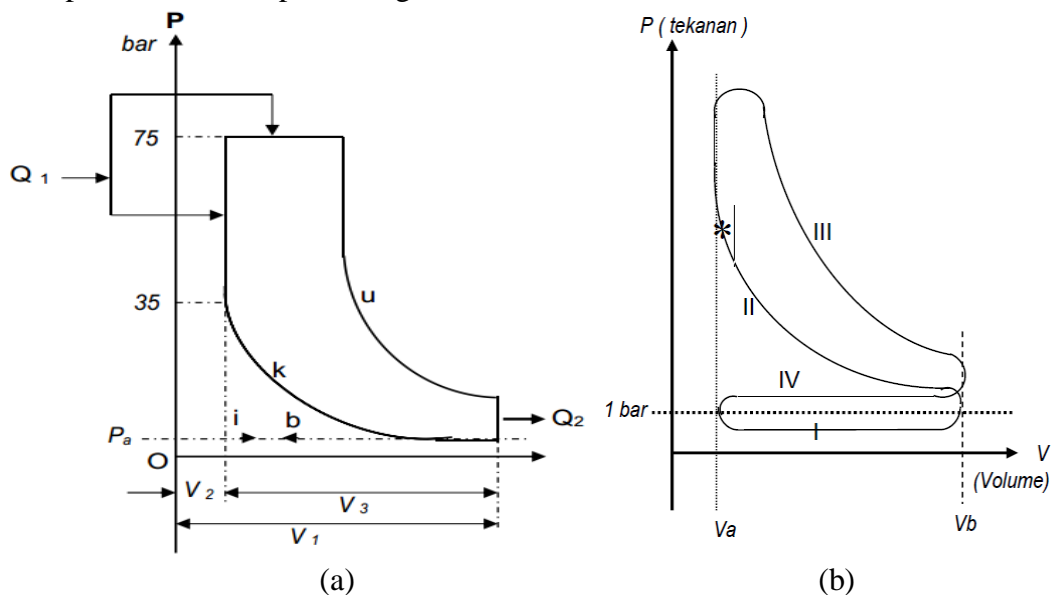 P
bar
75
Q 1
35
u
k
i
b
Pa
Q2
O
V 2
V 3
V 1
(a)
P ( tekanan )
*
III
II
IV
1 bar
I
V
(Volume)
Va
Vb
(b)